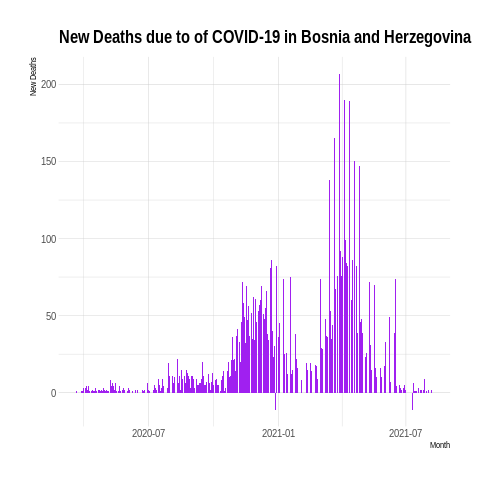 New Deaths due to of COVID-19 in Bosnia and Herzegovina
New Deaths
200
150
100
50
0
2020-07 2021-01 2021-07
Month